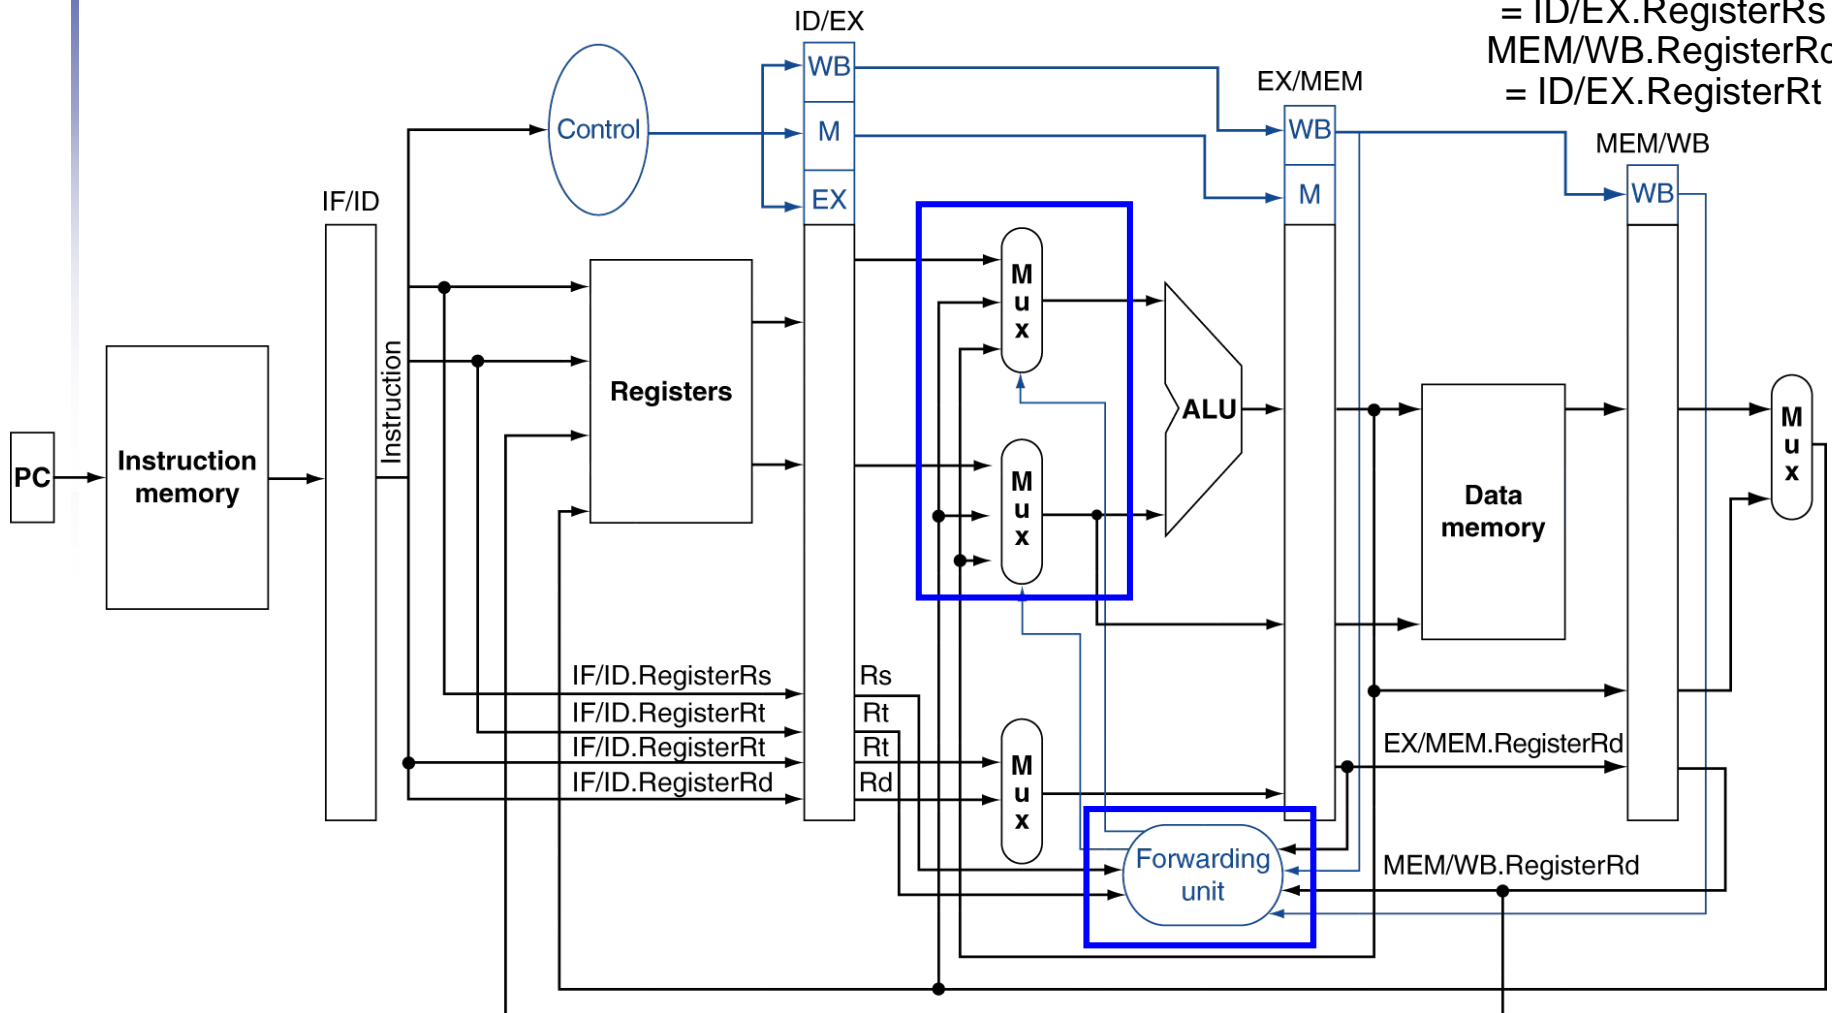 = ID/EX.RegisterRs
MEM/WB.RegisterRd
= ID/EX.RegisterRt
ID/EX
EX/MEM
MEM/WB
IF/ID
Control
WB
M
EX
WB
M
WB
Instruction
PC
Instruction
memory
Registers
M
u
x
M
u
x
ALU
Data
memory
M
u
x
IF/ID.RegisterRs
IF/ID.RegisterRt
IF/ID.RegisterRt
IF/ID.RegisterRd
Rs
Rt
Rt
Rd
M
u
x
EX/MEM.RegisterRd
Forwarding
unit
MEM/WB.RegisterRd